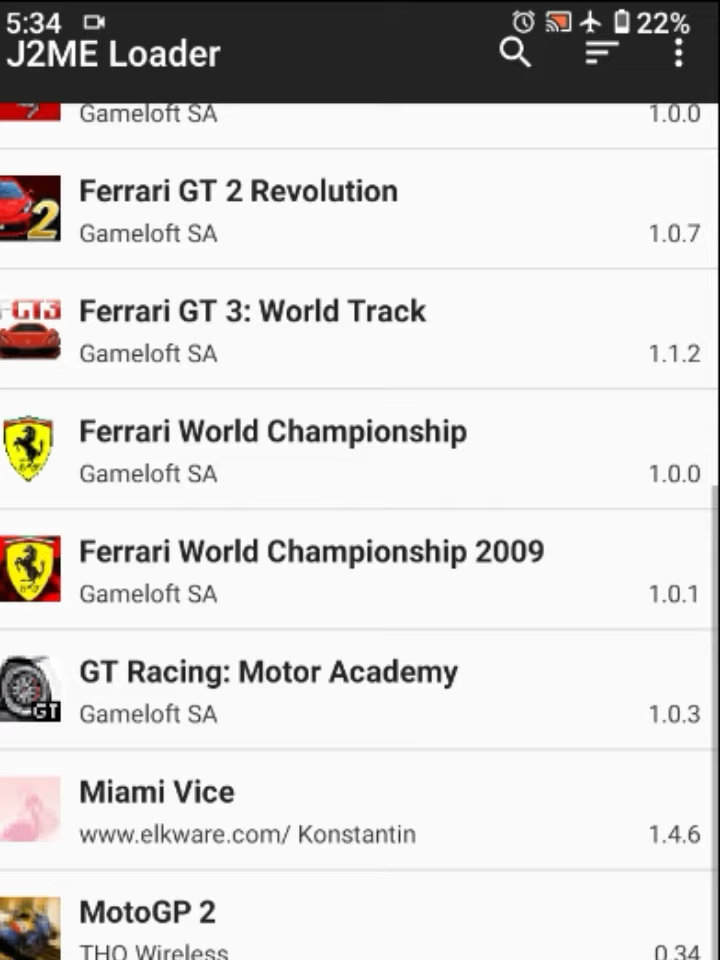 5:34 22%
J2ME Loader
Gameloft SA 1.0.0
Ferrari GT 2 Revolution
Gameloft SA 1.0.7
2
Ferrari GT 3: World Track
Gameloft SA 1.1.2
FGT3
Ferrari World Championship
Gameloft SA 1.0.0
Ferrari World Championship 2009
Gameloft SA 1.0.1
GT Racing: Motor Academy
Gameloft SA 1.0.3
GT
Miami Vice
www.elkware.com/ Konstantin 1.4.6
MotoGP 2
THQ Wireless 0.34